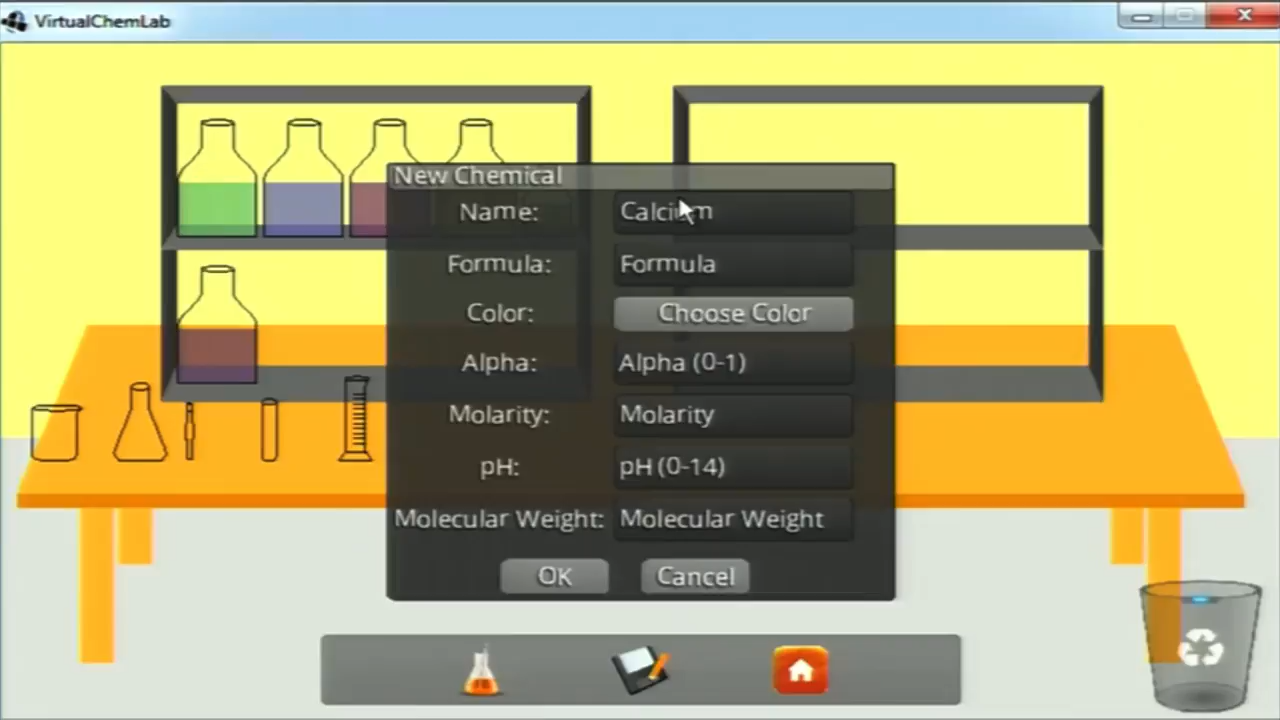 VirtualChemLab
New Chemical
Name: Calcium
Formula: Formula
Color: Choose Color
Alpha: Alpha (0-1)
Molarity: Molarity
pH: pH (0-14)
Molecular Weight: Molecular Weight
OK Cancel